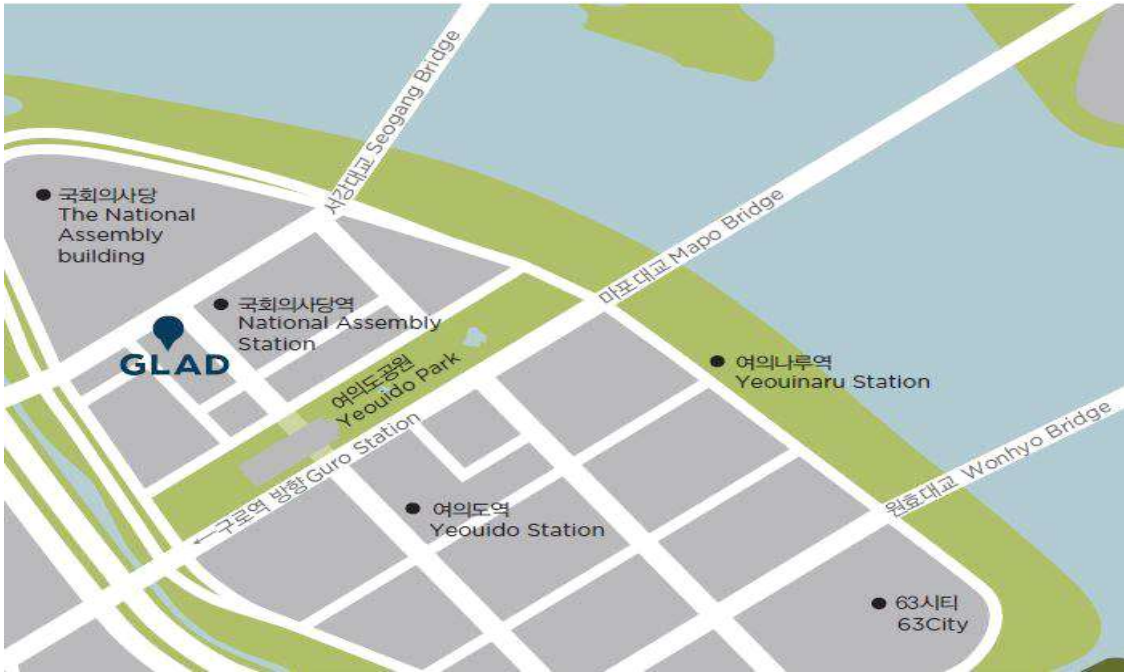 서강대교 Seogang Bridge
국회의사당
The National
Assembly
building
마포대교 Mapo Bridge
국회의사당역
National Assembly
Station
GLAD
여의도공원
Yeouido Park
여의나루역
Yeouinaru Station
←구로역 방향 Guro Station
원효대교 Wonhyo Bridge
여의도역
Yeouido Station
63시티
63City